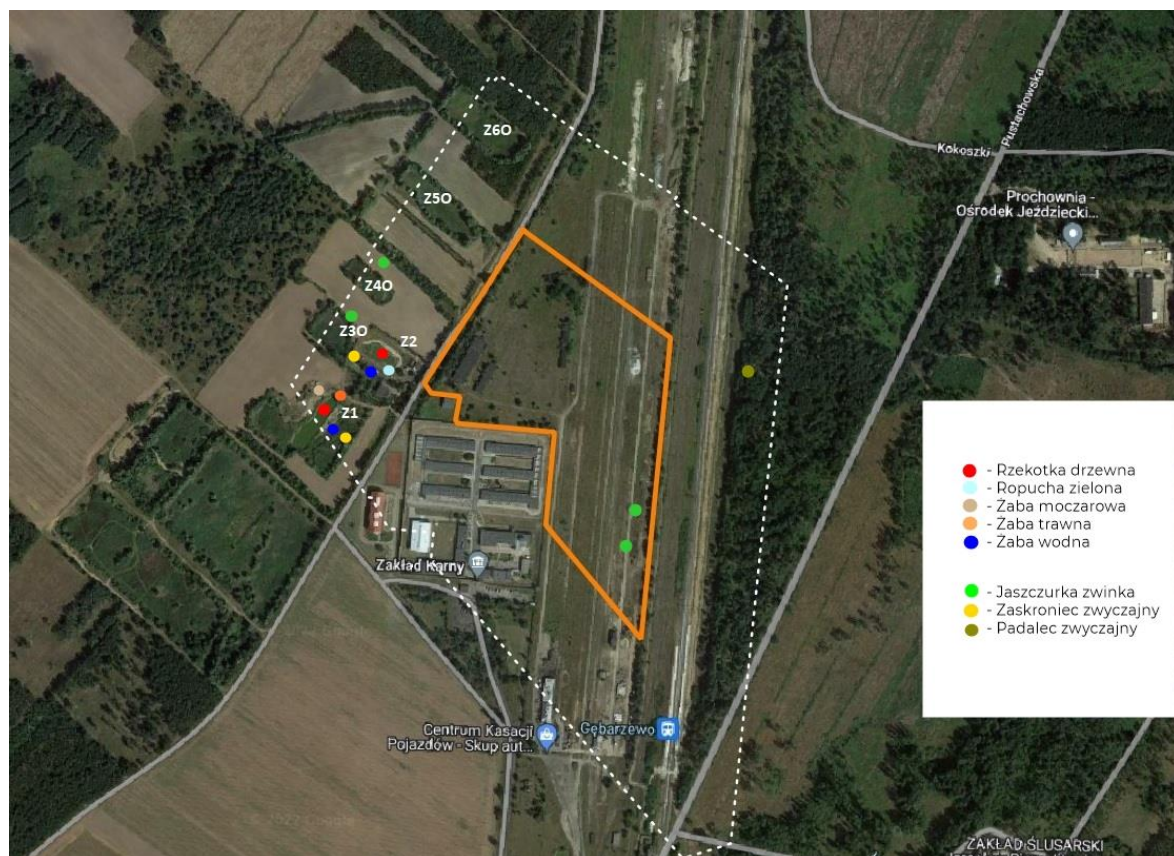 Z6O
Z5O
Z4O
Z3O
Z2
Z1
Kokoszki
Pustachowska
Prochownia -
Ośrodek Jeździecki...
Zakład Karny
Centrum Kasacji
Pojazdów - Skup aut...
Gębarzewo
ZAKŁAD ŚLUSARSKI
- Rzekotka drzewna
- Ropucha zielona
- Żaba moczarowa
- Żaba trawna
- Żaba wodna
- Jaszczurka zwinka
- Zaskroniec zwyczajny
- Padalec zwyczajny